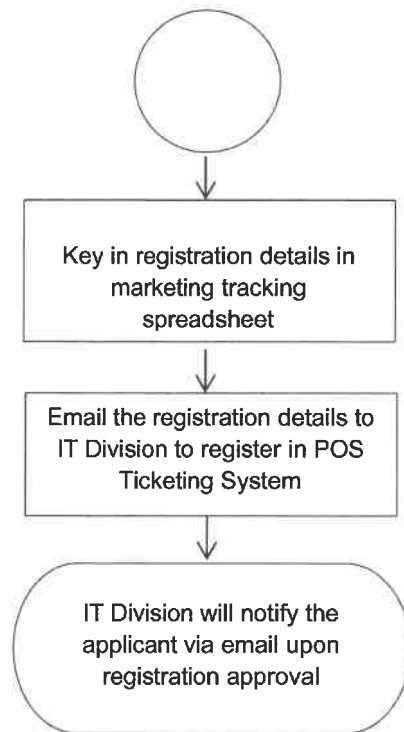 Key in registration details in
marketing tracking
spreadsheet
Email the registration details to
IT Division to register in POS
Ticketing System
IT Division will notify the
applicant via email upon
registration approval